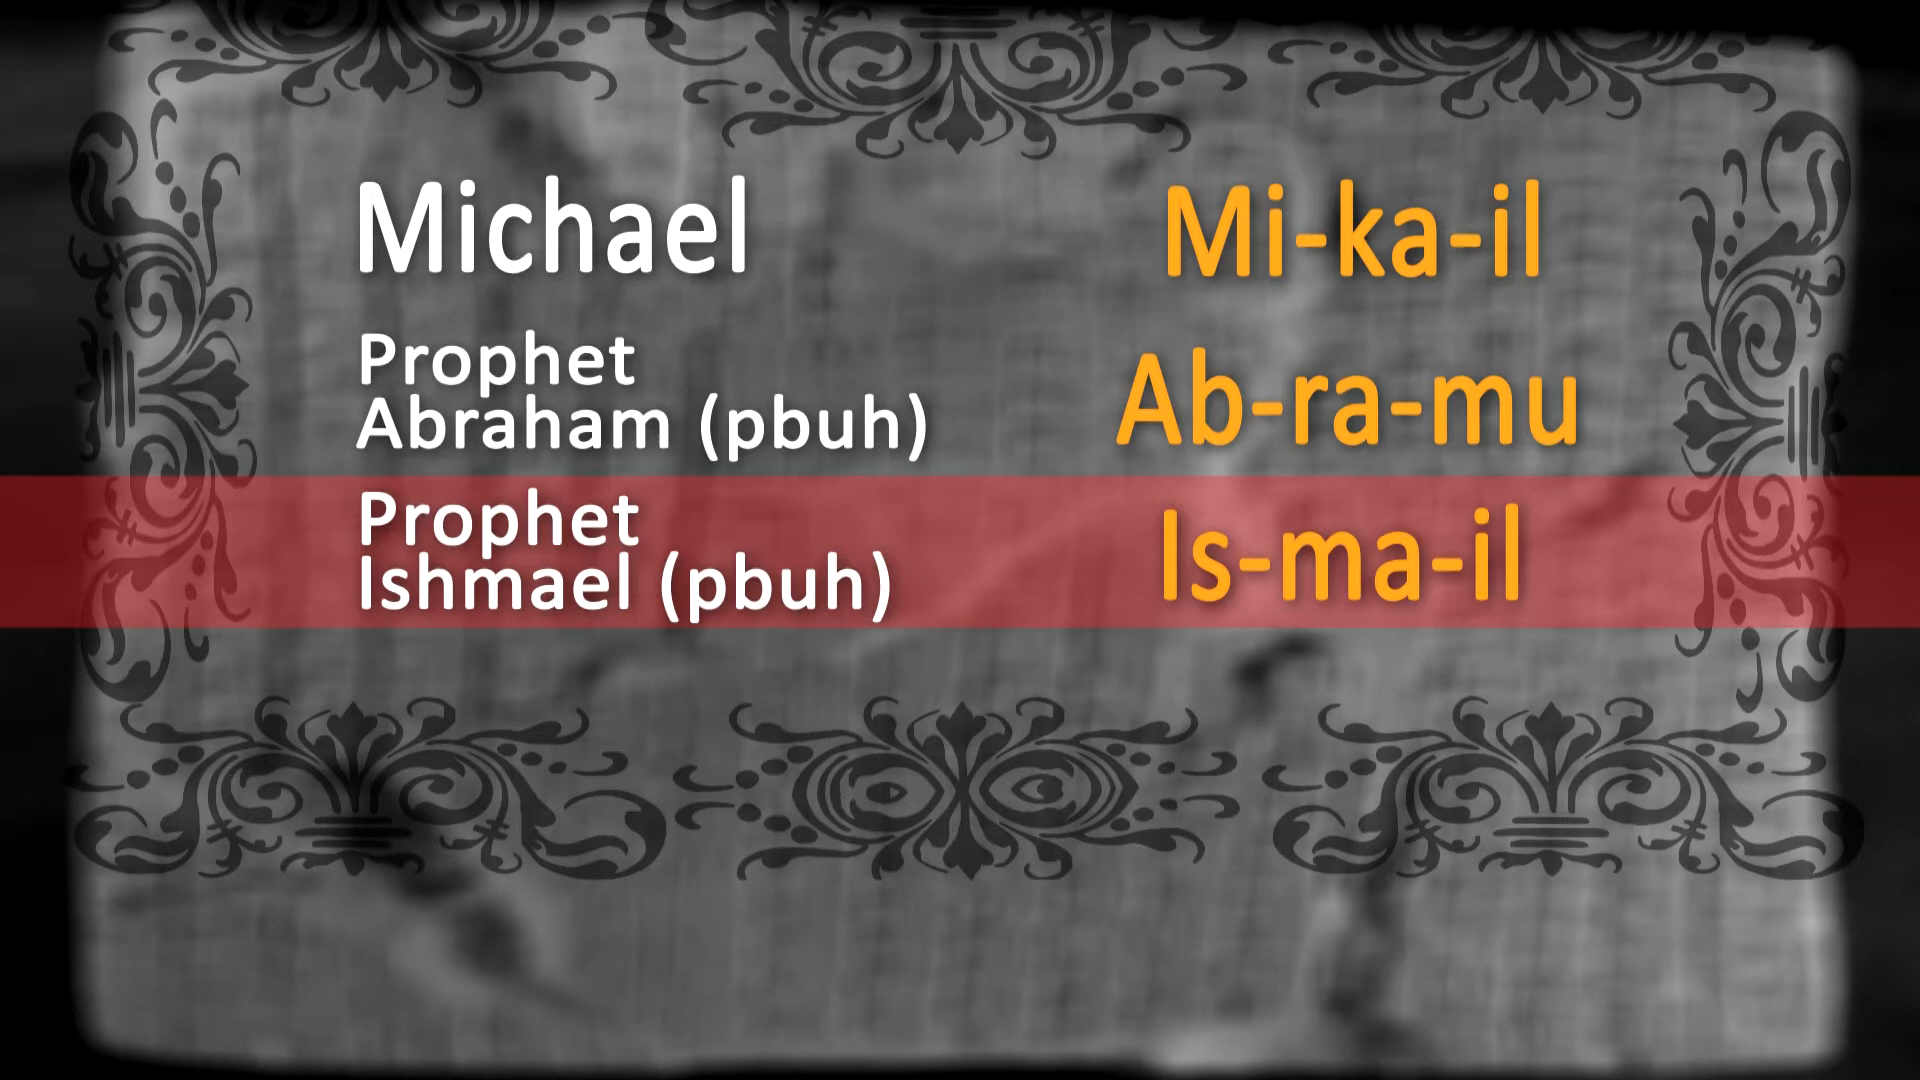 Michael Mi-ka-il
Prophet
Abraham (pbuh) Ab-ra-mu
Prophet
Ishmael (pbuh) Is-ma-il